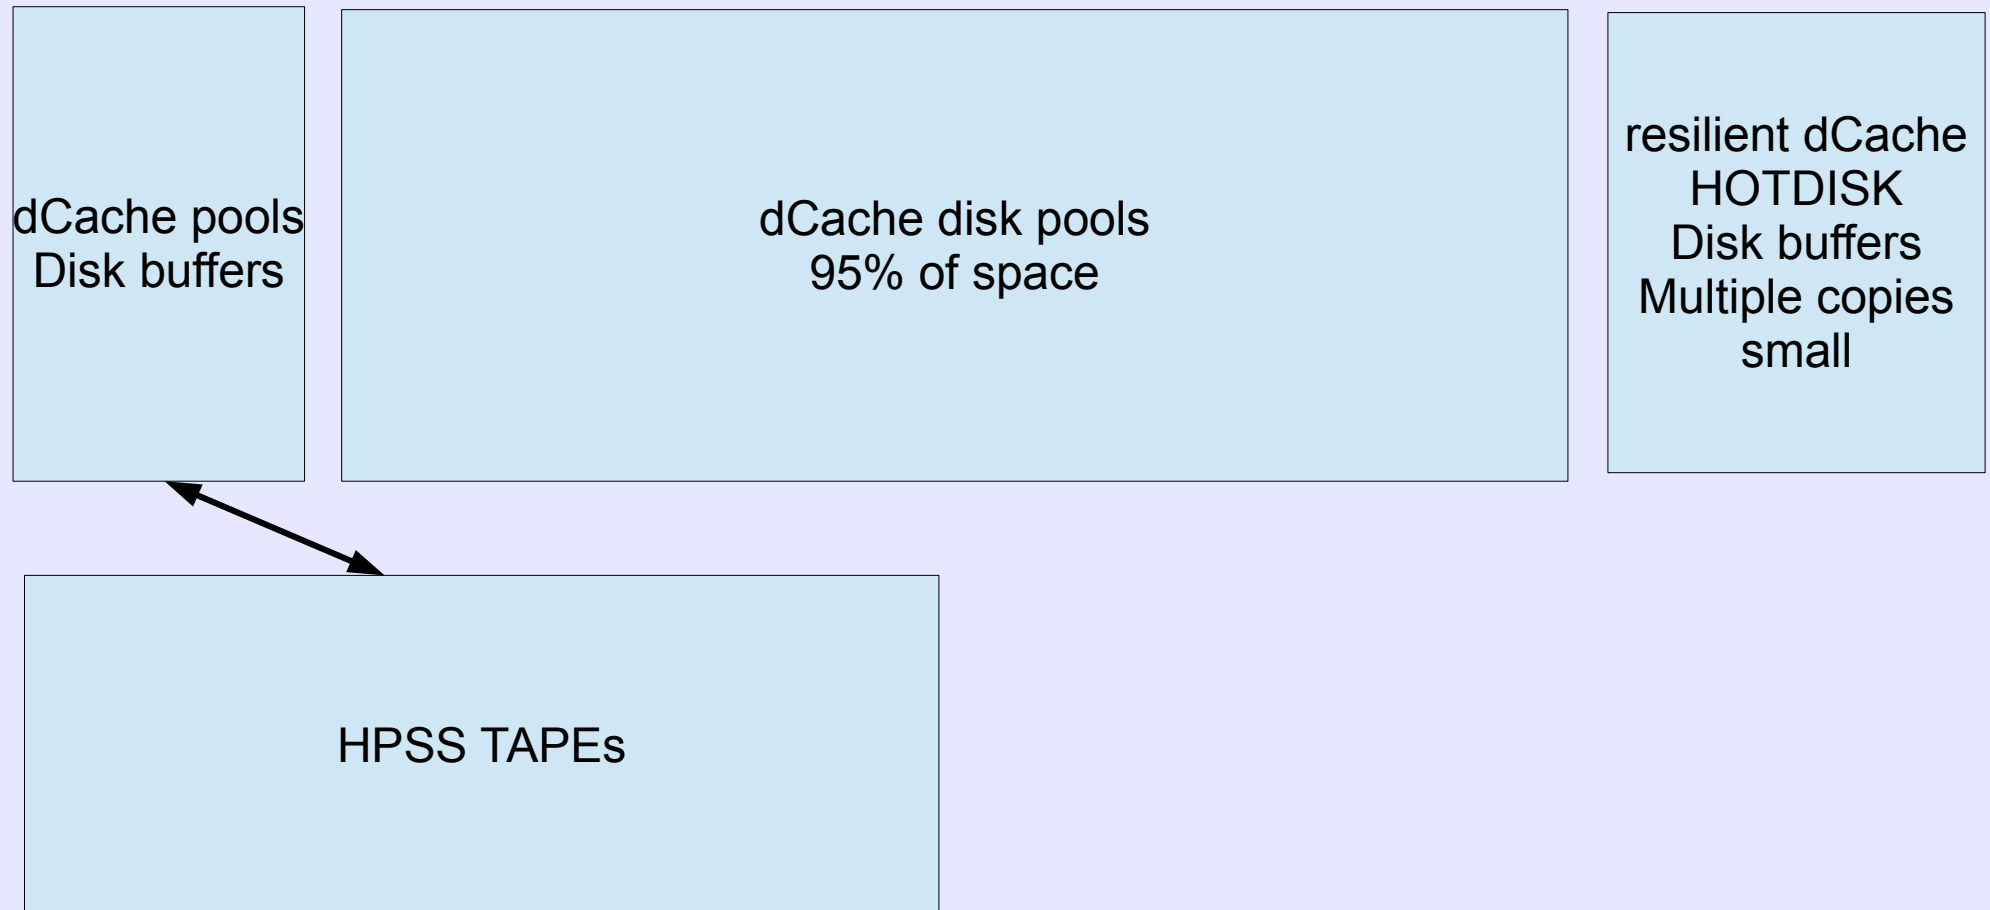 dCache pools
Disk buffers
dCache disk pools
95% of space
resilient dCache
HOTDISK
Disk buffers
Multiple copies
small
HPSS TAPEs